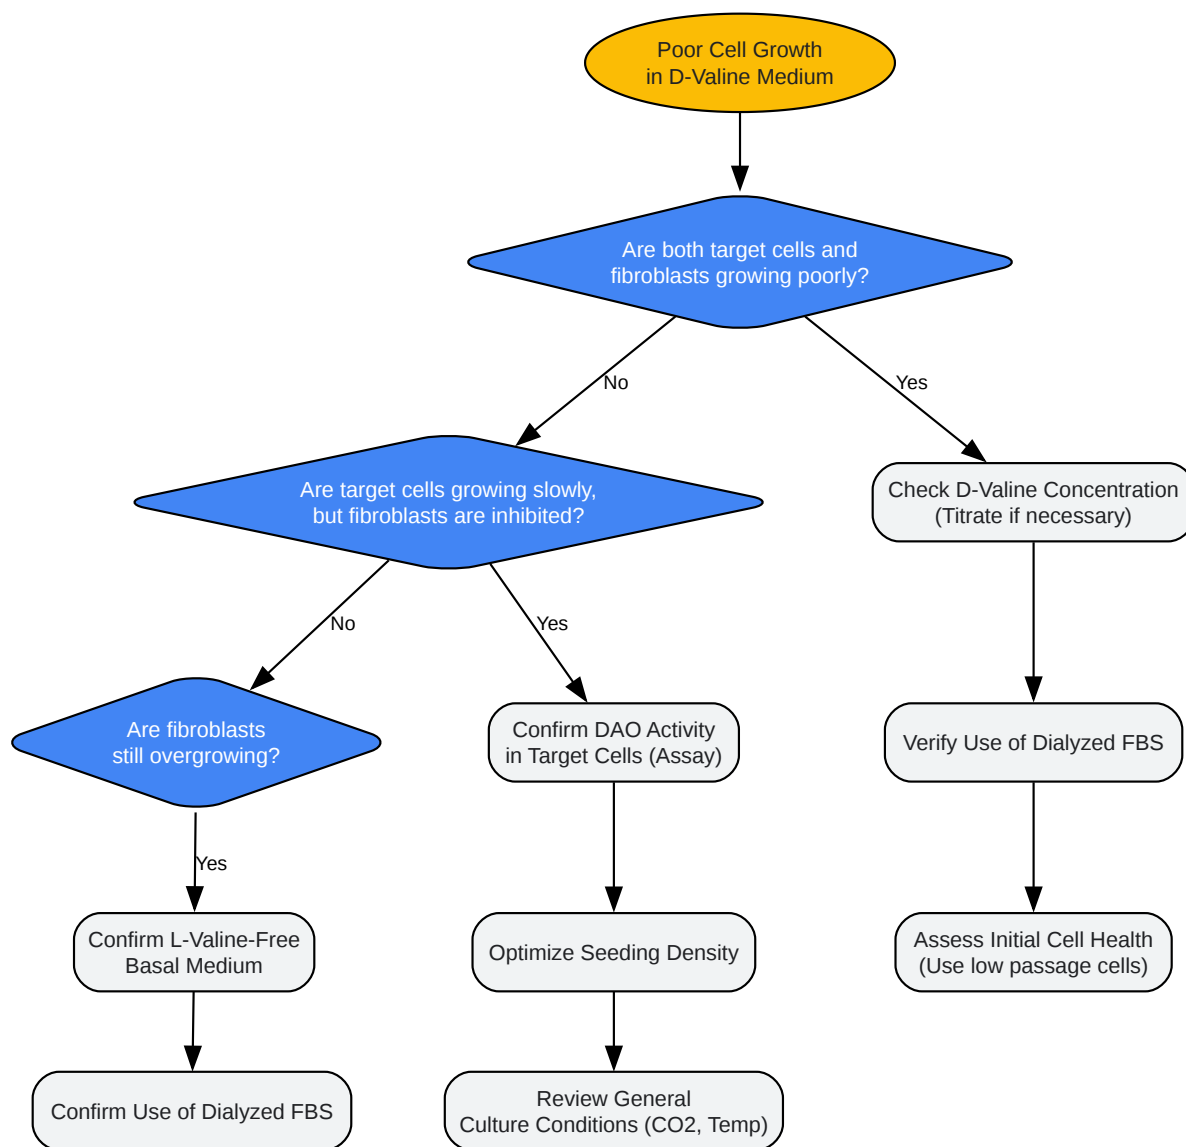 Poor Cell Growth
in D-Valine Medium
Are both target cells and
fibroblasts growing poorly?
No
Yes
Are target cells growing slowly,
but fibroblasts are inhibited?
Check D-Valine Concentration
(Titrate if necessary)
No
Yes
Are fibroblasts
still overgrowing?
Confirm DAO Activity
in Target Cells (Assay)
Verify Use of Dialyzed FBS
Yes
Confirm L-Valine-Free
Basal Medium
Optimize Seeding Density
Assess Initial Cell Health
(Use low passage cells)
Confirm Use of Dialyzed FBS
Review General
Culture Conditions (CO2, Temp)